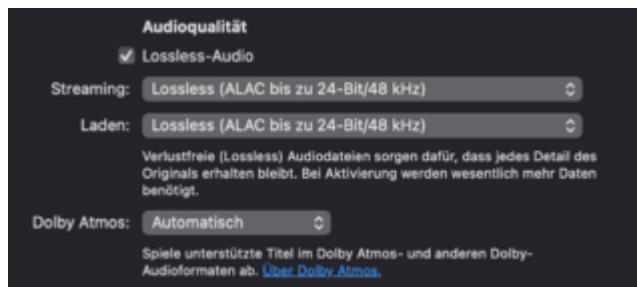 Audioqualität
Lossless-Audio
Streaming: Lossless (ALAC bis zu 24-Bit/48 kHz)
Laden: Lossless (ALAC bis zu 24-Bit/48 kHz)
Verlustfreie (Lossless) Audiodateien sorgen dafür, dass jedes Detail des
Originals erhalten bleibt. Bei Aktivierung werden wesentlich mehr Daten
benötigt.
Dolby Atmos: Automatisch
Spiele unterstützte Titel im Dolby Atmos- und anderen Dolby-
Audioformaten ab. Über Dolby Atmos.